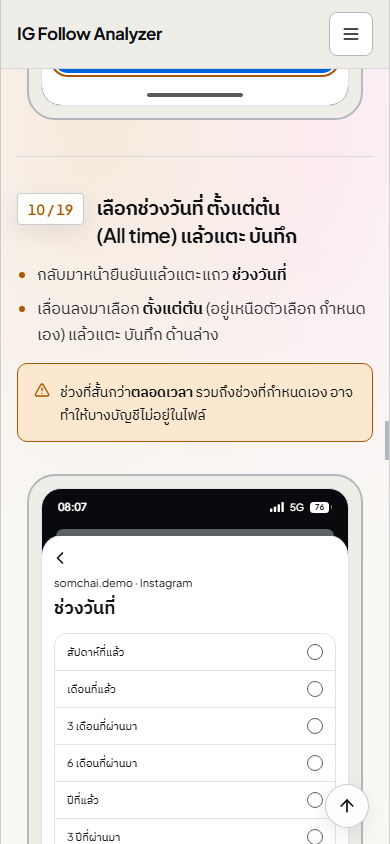 IG Follow Analyzer
10 / 19
เลือกช่วงวันที่ ตั้งแต่ต้น
(All time) แล้วแตะ บันทึก
กลับมาหน้ายืนยันแล้วแตะแถว ช่วงวันที่
เลื่อนลงมาเลือก ตั้งแต่ต้น (อยู่เหนือตัวเลือก กำหนด
เอง) แล้วแตะ บันทึก ด้านล่าง
ช่วงที่สั้นกว่าตลอดเวลา รวมถึงช่วงที่กำหนดเอง อาจ
ทำให้บางบัญชีไม่อยู่ในไฟล์
08:07
5G 76
somchai.demo · Instagram
ช่วงวันที่
สัปดาห์ที่แล้ว
เดือนที่แล้ว
3 เดือนที่ผ่านมา
6 เดือนที่ผ่านมา
ปีที่แล้ว
3 ปีที่ผ่านมา